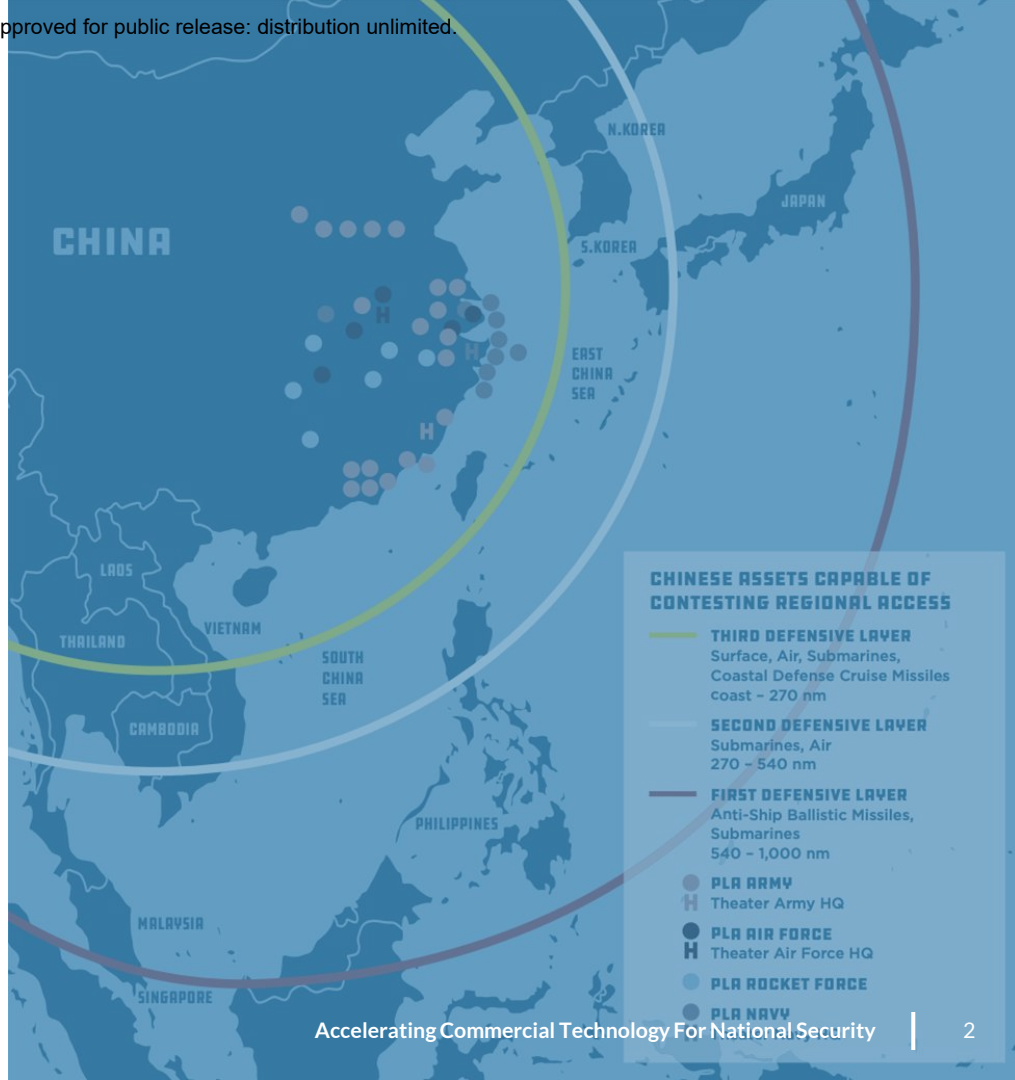 pproved for public release: distribution unlimited.
N.KOREA
JAPAN
CHINA
S.KOREA
H
H
EAST
CHINA
SEA
H
LAOS
THAILAND
VIETNAM
SOUTH
CHINA
SEA
CAMBODIA
PHILIPPINES
MALAYSIA
SINGAPORE
CHINESE ASSETS CAPABLE OF
CONTESTING REGIONAL ACCESS
THIRD DEFENSIVE LAYER
Surface, Air, Submarines,
Coastal Defense Cruise Missiles
coast – 270 nm
SECOND DEFENSIVE LAYER
Submarines, Air
270 – 540 nm
FIRST DEFENSIVE LAYER
Anti-Ship Ballistic Missiles,
Submarines
540 – 1,000 nm
PLA ARMY
H Theater Army HQ
PLA AIR FORCE
H Theater Air Force HQ
PLA ROCKET FORCE
PLA NAVY
H
Accelerating Commercial Technology For National Security
2